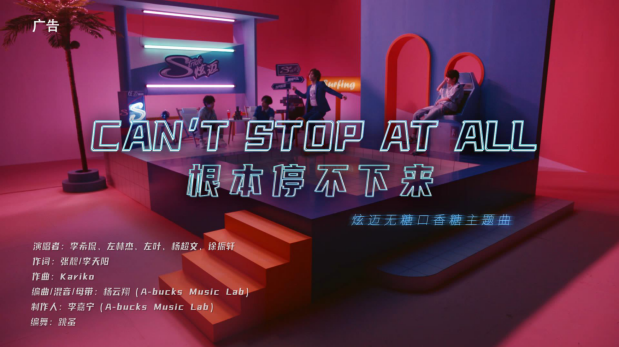 广告
炫迈
CAN'T STOP AT ALL
根本停不下来
炫迈无糖口香糖主题曲
演唱者：李希侃、左林杰、左叶、杨超文、徐振轩
作词：张靓/李天阳
作曲：Kariko
编曲/混音/母带：杨云翔（A-bucks Music Lab）
制作人：李嘉宁（A-bucks Music Lab）
编舞：